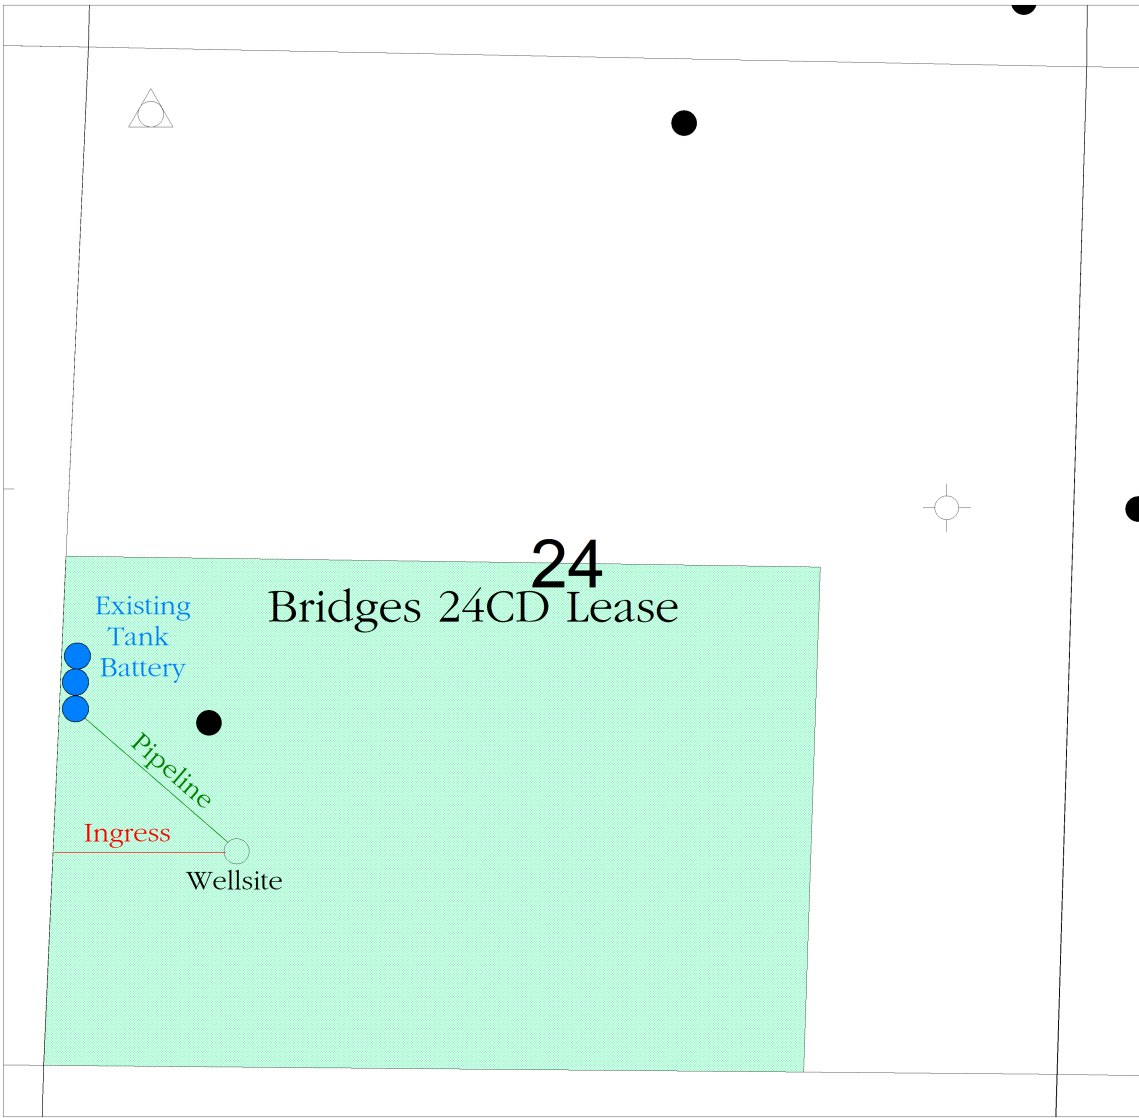 24
Bridges 24CD Lease
Existing
Tank
Battery
Pipeline
Ingress
Wellsite